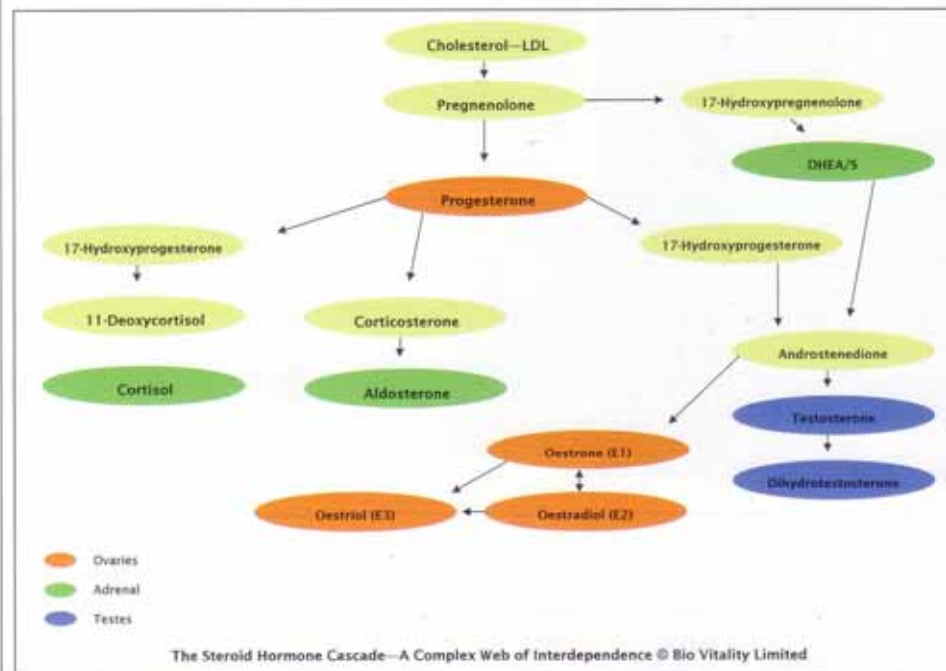 Cholesterol—LDL
Pregnenolone
17-Hydroxypregnenolone
DHEA/S
Progesterone
17-Hydroxyprogesterone
17-Hydroxyprogesterone
11-Deoxycortisol
Corticosterone
Androstenedione
Cortisol
Aldosterone
Testosterone
Oestrone (E1)
Dihydrotestosterone
Oestriol (E3)
Oestradiol (E2)
Ovaries
Adrenal
Testes
The Steroid Hormone Cascade—A Complex Web of Interdependence © Bio Vitality Limited